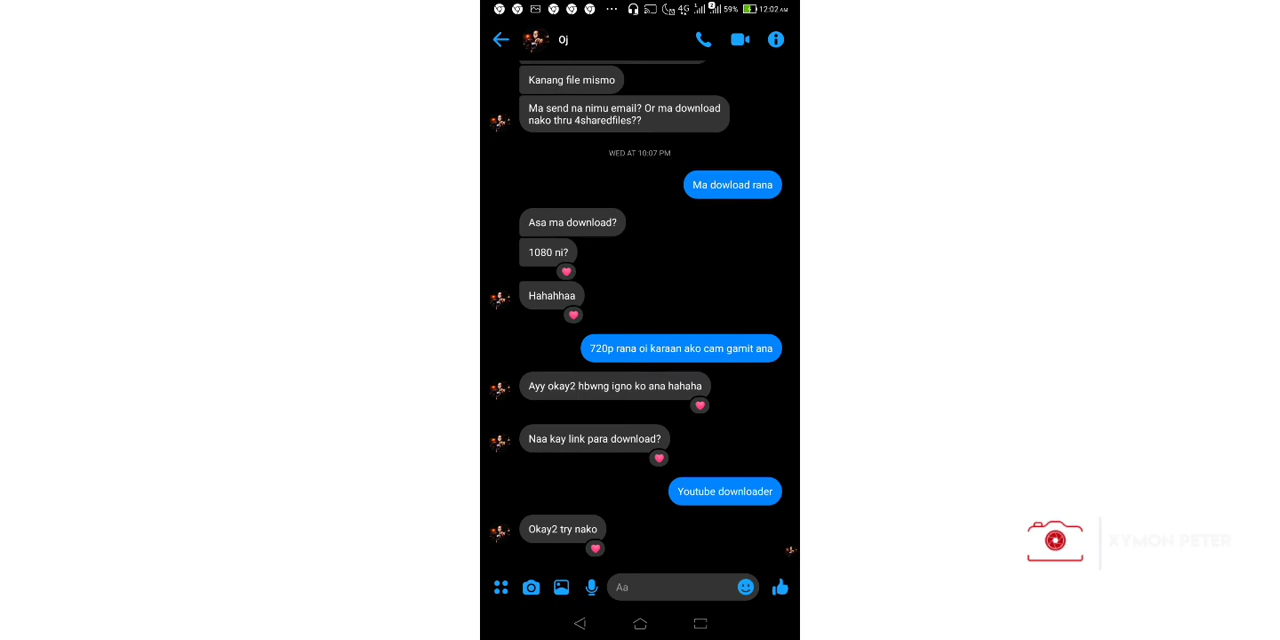 59% 12:02 AM
4G
Oj
Kanang file mismo
Ma send na nimu email? Or ma download
nako thru 4sharedfiles??
WED AT 10:07 PM
Ma dowload rana
Asa ma download?
1080 ni?
Hahahhaa
720p rana oi karaan ako cam gamit ana
Ayy okay2 hbwng igno ko ana hahaha
Naa kay link para download?
Youtube downloader
Okay2 try nako
XYMON PETER
Aa